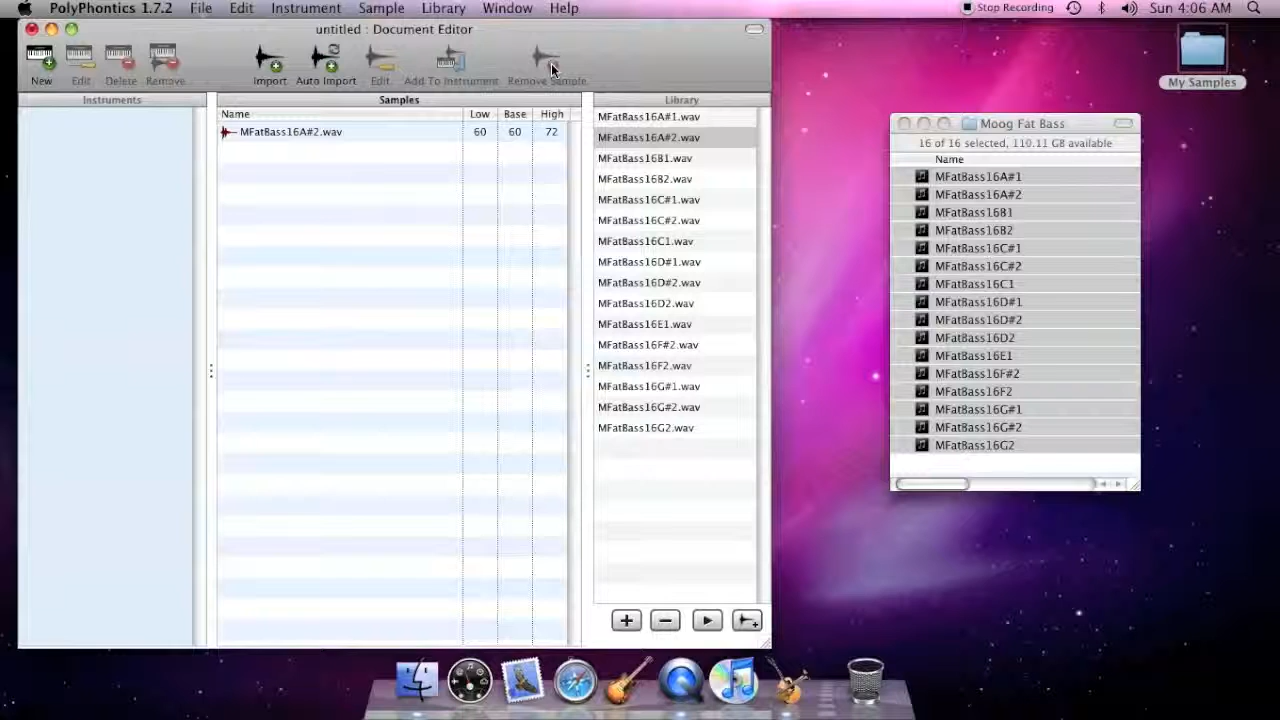 PolyPhontics 1.7.2 File Edit Instrument Sample Library Window Help Stop Recording Sun 4:06 AM
untitled : Document Editor
New Edit Delete Remove Import Auto Import Edit Add To Instrument Remove Sample
Instruments Samples Library
Name Low Base High
MFatBass16A#2.wav 60 60 72
MFatBass16A#1.wav
MFatBass16A#2.wav
MFatBass16B1.wav
MFatBass16B2.wav
MFatBass16C#1.wav
MFatBass16C#2.wav
MFatBass16C1.wav
MFatBass16D#1.wav
MFatBass16D#2.wav
MFatBass16D2.wav
MFatBass16E1.wav
MFatBass16F#2.wav
MFatBass16F2.wav
MFatBass16G#1.wav
MFatBass16G#2.wav
MFatBass16G2.wav
My Samples
Moog Fat Bass
16 of 16 selected, 110.11 GB available
Name
MFatBass16A#1
MFatBass16A#2
MFatBass16B1
MFatBass16B2
MFatBass16C#1
MFatBass16C#2
MFatBass16C1
MFatBass16D#1
MFatBass16D#2
MFatBass16D2
MFatBass16E1
MFatBass16F#2
MFatBass16F2
MFatBass16G#1
MFatBass16G#2
MFatBass16G2